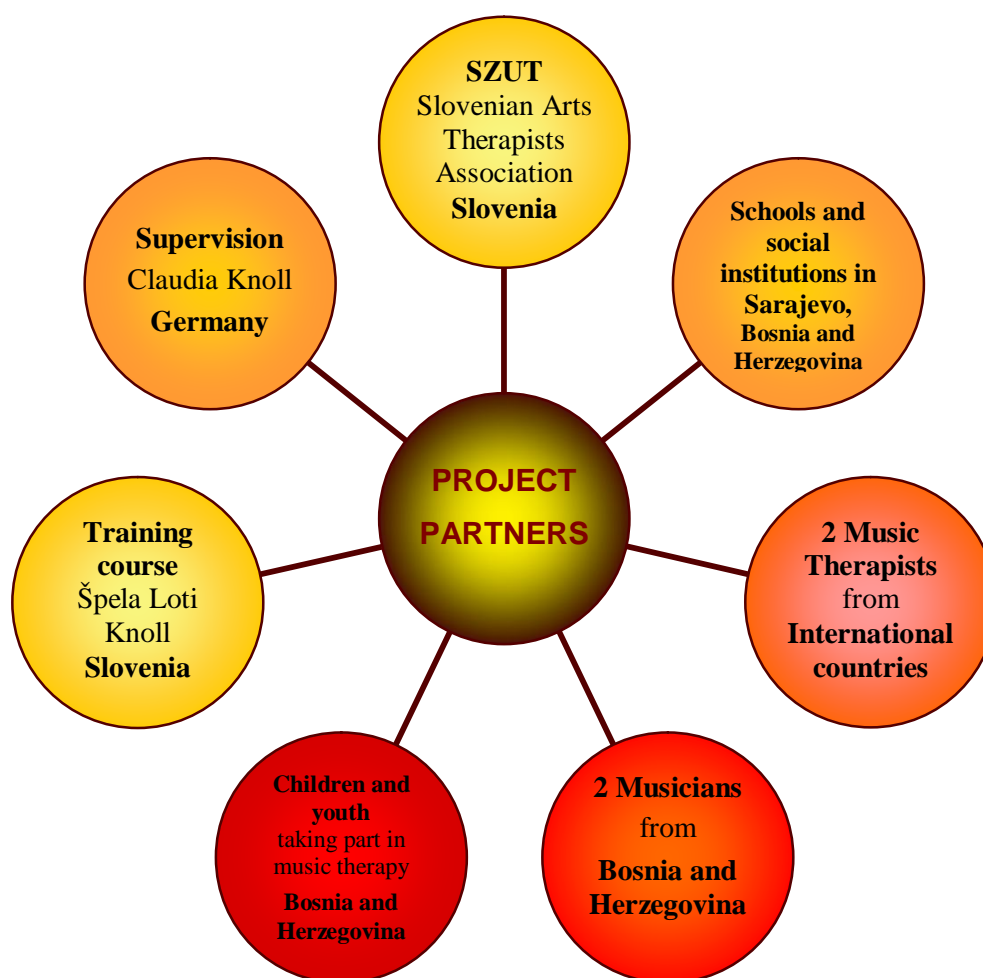 SZUT
Slovenian Arts
Therapists
Association
Slovenia
Schools and
social
institutions in
Sarajevo,
Bosnia and
Herzegovina
Supervision
Claudia Knoll
Germany
PROJECT
PARTNERS
2 Music
Therapists
from
International
countries
Training
course
Špela Loti
Knoll
Slovenia
2 Musicians
from
Bosnia and
Herzegovina
Children and
youth
taking part in
music therapy
Bosnia and
Herzegovina